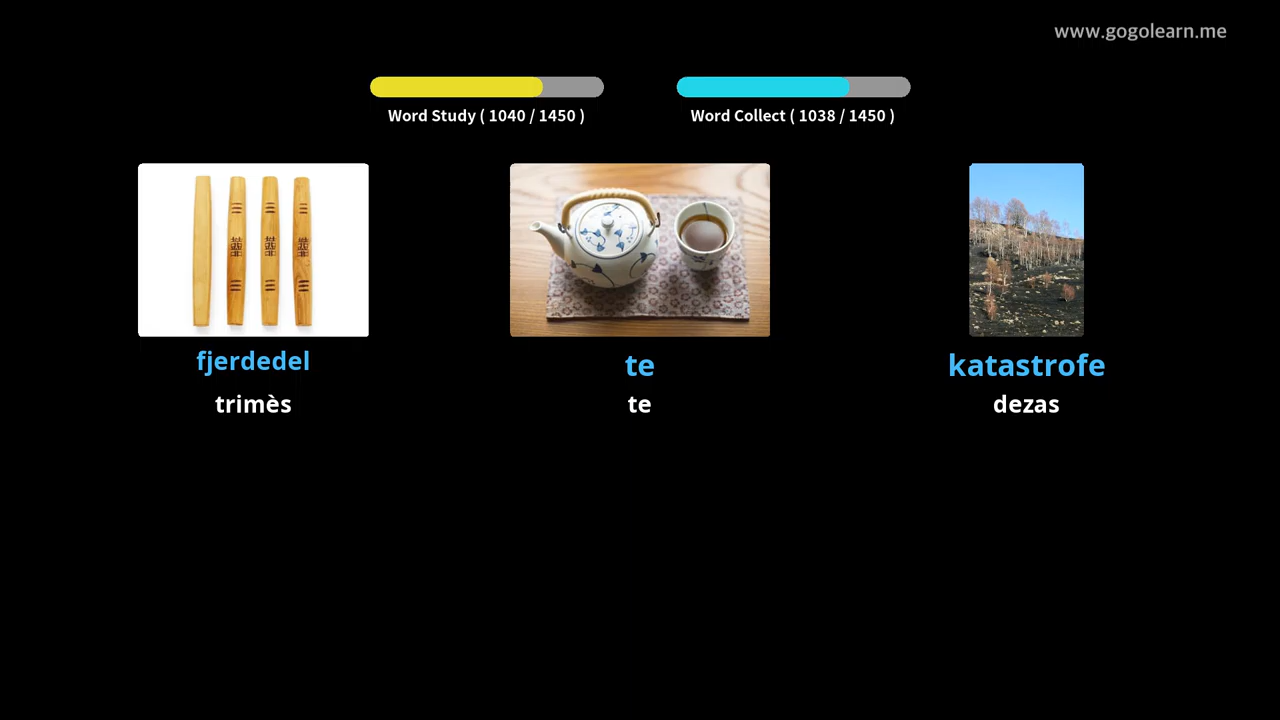 www.gogolearn.me
Word Study ( 1040 / 1450 )
Word Collect ( 1038 / 1450 )
fjerdedel
te
katastrofe
trimès
te
dezas